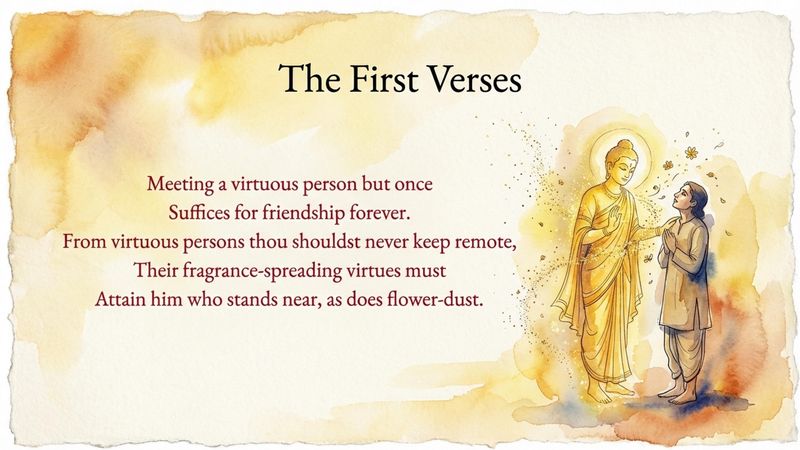 The First Verses
Meeting a virtuous person but once
Suffices for friendship forever.
From virtuous persons thou shouldst never keep remote,
Their fragrance-spreading virtues must
Attain him who stands near, as does flower-dust.